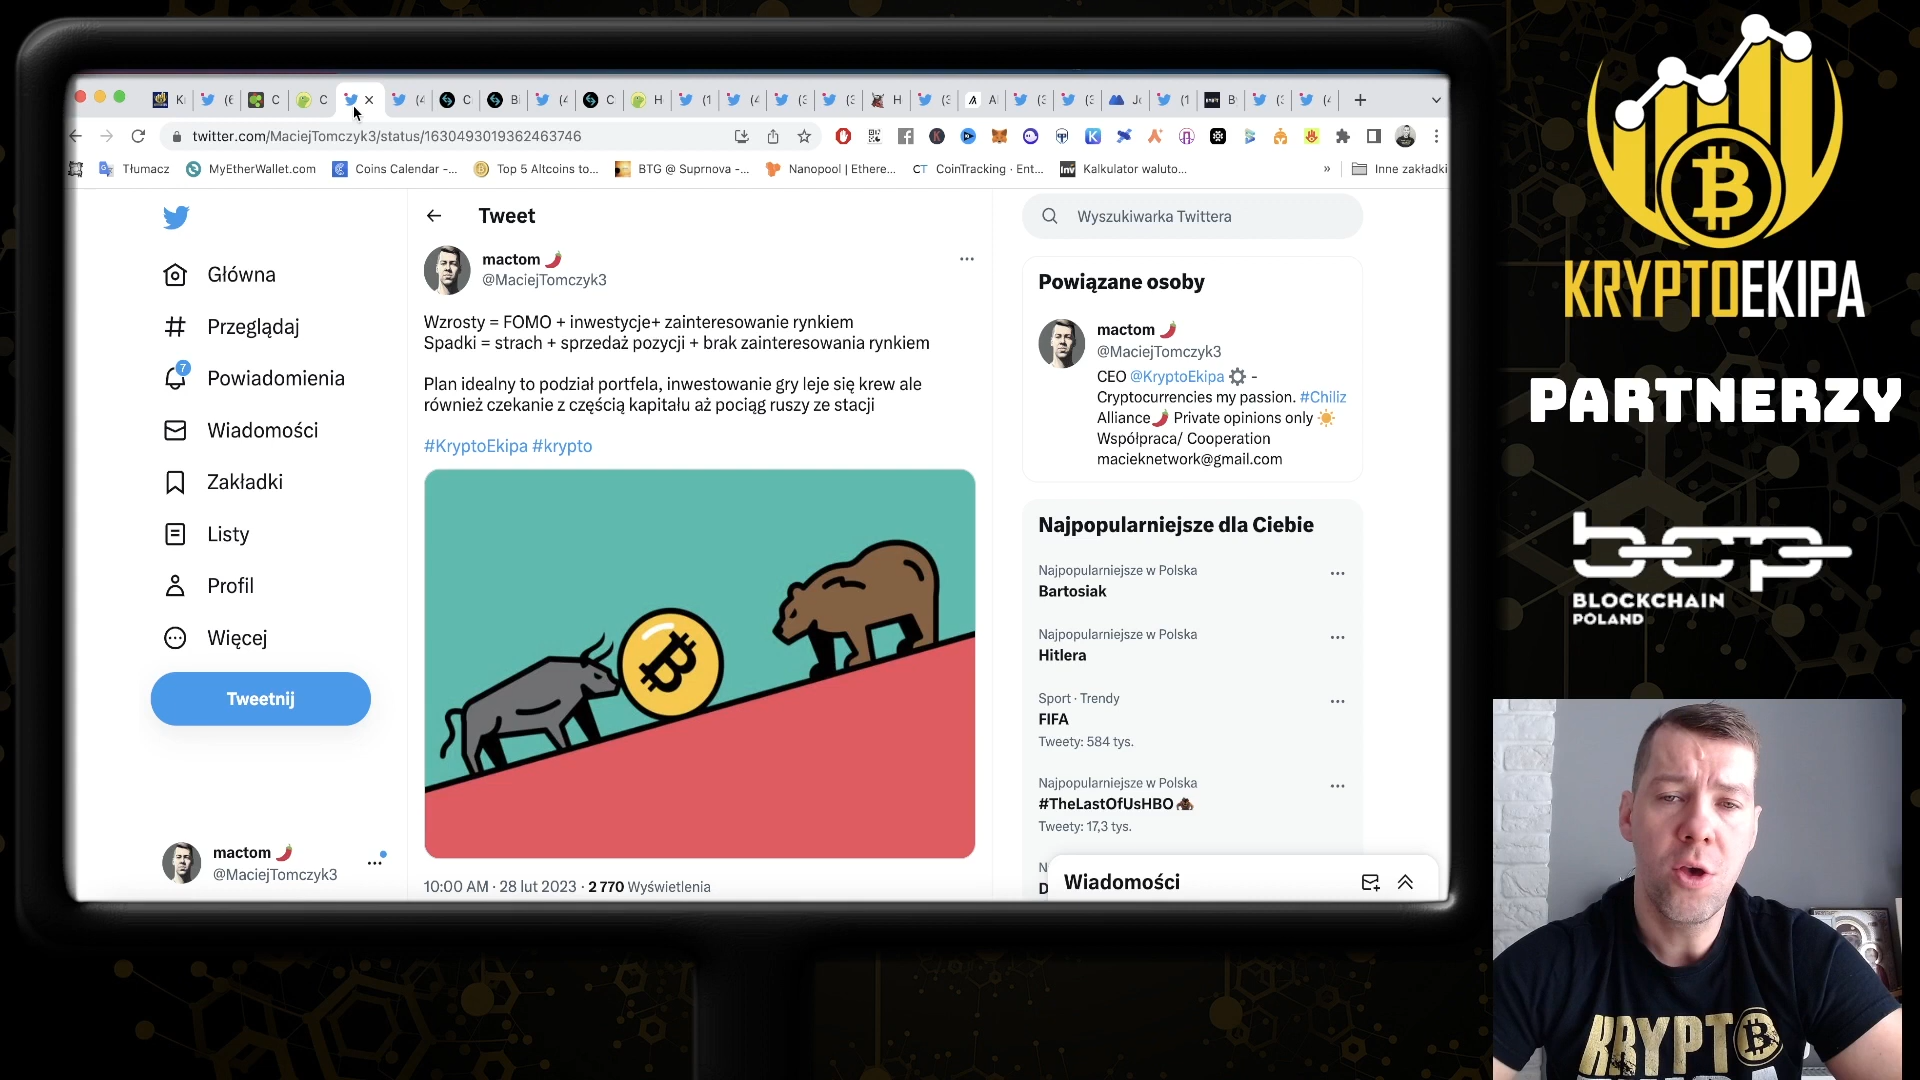 twitter.com/MaciejTomczyk3/status/1630493019362463746
Tłumacz
MyEtherWallet.com
Coins Calendar -...
Top 5 Altcoins to...
BTG @ Suprnova -...
Nanopool | Ethere...
CoinTracking · Ent...
Kalkulator waluto...
»
Inne zakładki
Główna
Przeglądaj
7
Powiadomienia
Wiadomości
Zakładki
Listy
Profil
Więcej
Tweetnij
mactom
@MaciejTomczyk3
Tweet
mactom
@MaciejTomczyk3
Wzrosty = FOMO + inwestycje+ zainteresowanie rynkiem
Spadki = strach + sprzedaż pozycji + brak zainteresowania rynkiem
Plan idealny to podział portfela, inwestowanie gry leje się krew ale
również czekanie z częścią kapitału aż pociąg ruszy ze stacji
#KryptoEkipa #krypto
10:00 AM · 28 lut 2023 · 2 770 Wyświetlenia
Wyszukiwarka Twittera
Powiązane osoby
mactom
@MaciejTomczyk3
CEO @KryptoEkipa -
Cryptocurrencies my passion. #Chiliz
Alliance Private opinions only
Współpraca/ Cooperation
macieknetwork@gmail.com
Najpopularniejsze dla Ciebie
Najpopularniejsze w Polska
Bartosiak
Najpopularniejsze w Polska
Hitlera
Sport · Trendy
FIFA
Tweety: 584 tys.
Najpopularniejsze w Polska
#TheLastOfUsHBO
Tweety: 17,3 tys.
Wiadomości
KRYPTOEKIPA
PARTNERZY
bcp
BLOCKCHAIN
POLAND
KRYPT